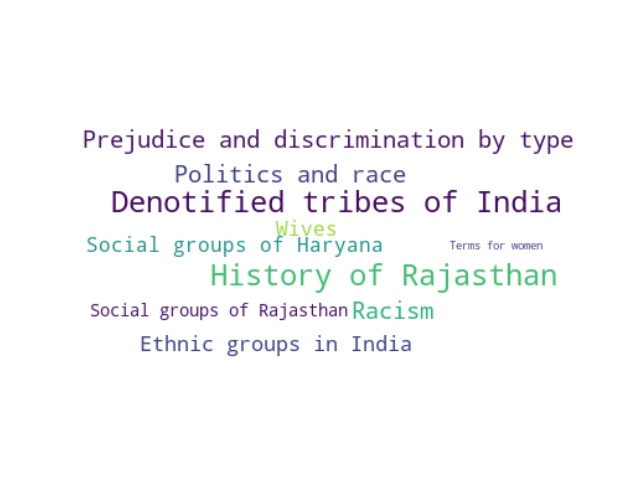 Prejudice and discrimination by type
Politics and race
Denotified tribes of India
Wives
Social groups of Haryana
Terms for women
History of Rajasthan
Social groups of Rajasthan
Racism
Ethnic groups in India